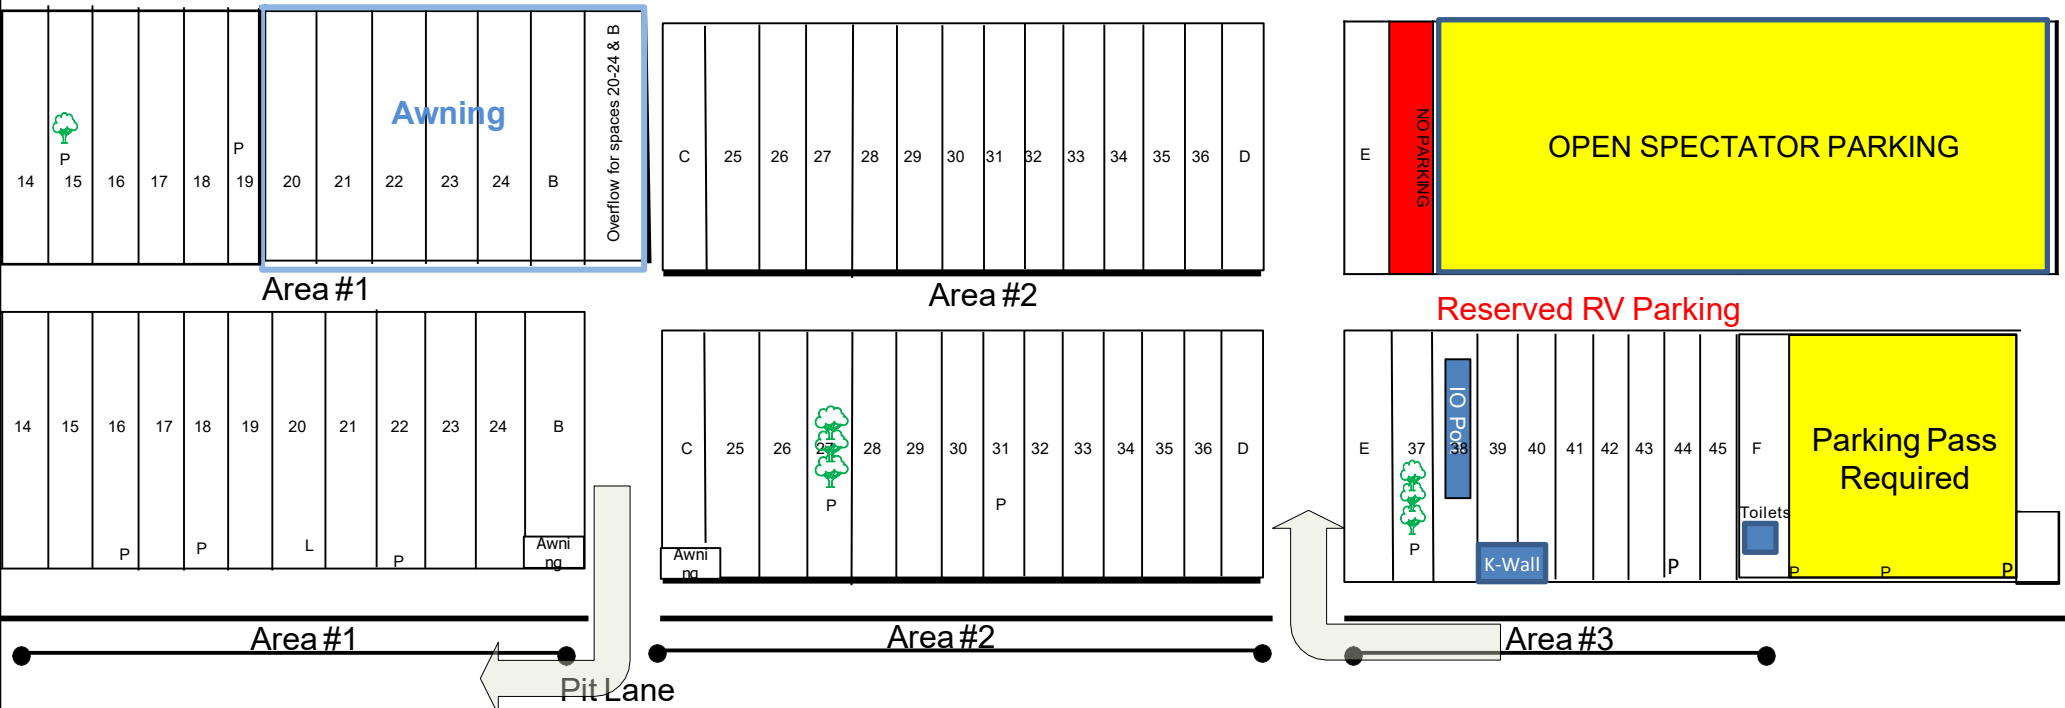 Awning
Overflow for spaces 20-24 & B
P
P
14 15 16 17 18 19 20 21 22 23 24 B
C 25 26 27 28 29 30 31 32 33 34 35 36 D
E
NO PARKING
OPEN SPECTATOR PARKING
Area #1
Area #2
Reserved RV Parking
14 15 16 17 18 19 20 21 22 23 24 B
P P L P
Awni
ng
C 25 26 27 28 29 30 31 32 33 34 35 36 D
P P
Awni
ng
IO Po
E 37 38 39 40 41 42 43 44 45 F
P
K-Wall
P
Toilets
Parking Pass
Required
P P P
Area #1
Area #2
Area #3
Pit Lane